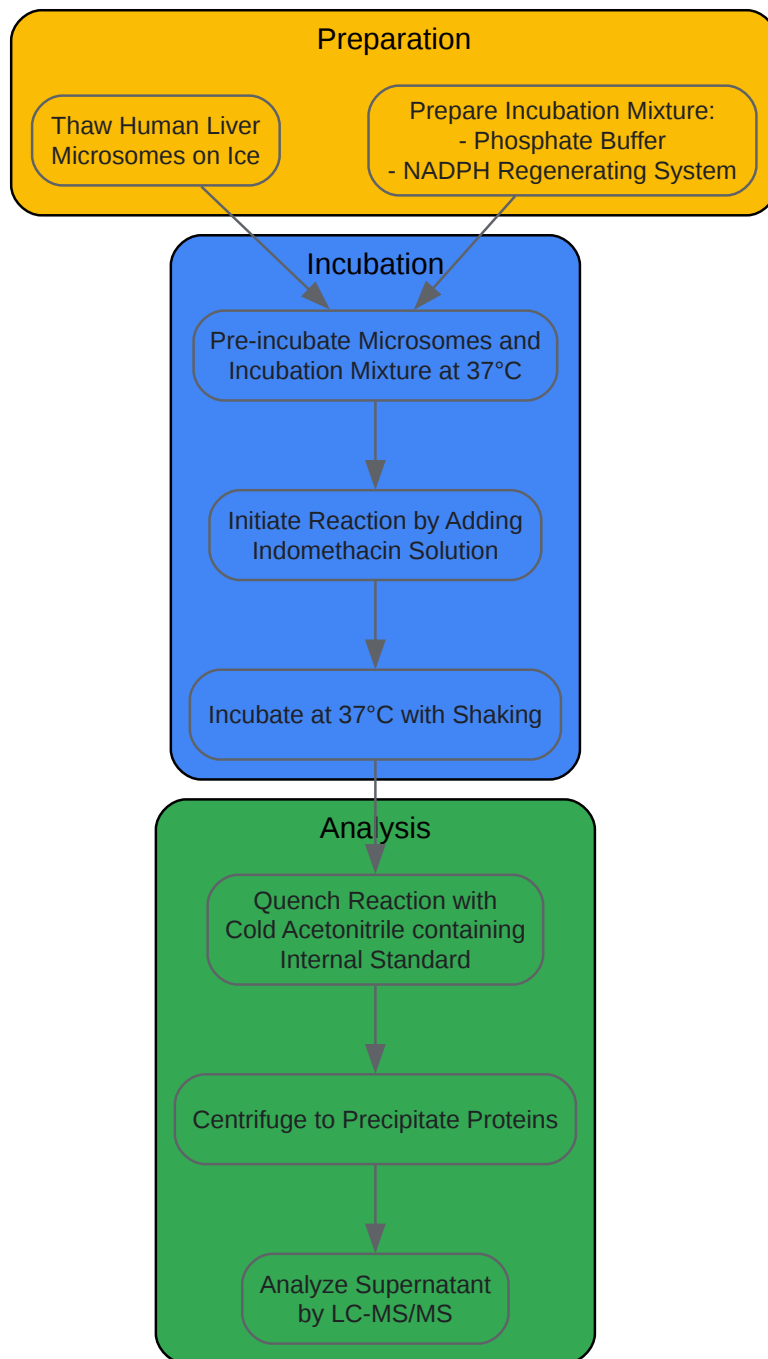 Preparation
Thaw Human Liver
Microsomes on Ice
Prepare Incubation Mixture:
- Phosphate Buffer
- NADPH Regenerating System
Incubation
Pre-incubate Microsomes and
Incubation Mixture at 37°C
Initiate Reaction by Adding
Indomethacin Solution
Incubate at 37°C with Shaking
Analysis
Quench Reaction with
Cold Acetonitrile containing
Internal Standard
Centrifuge to Precipitate Proteins
Analyze Supernatant
by LC-MS/MS